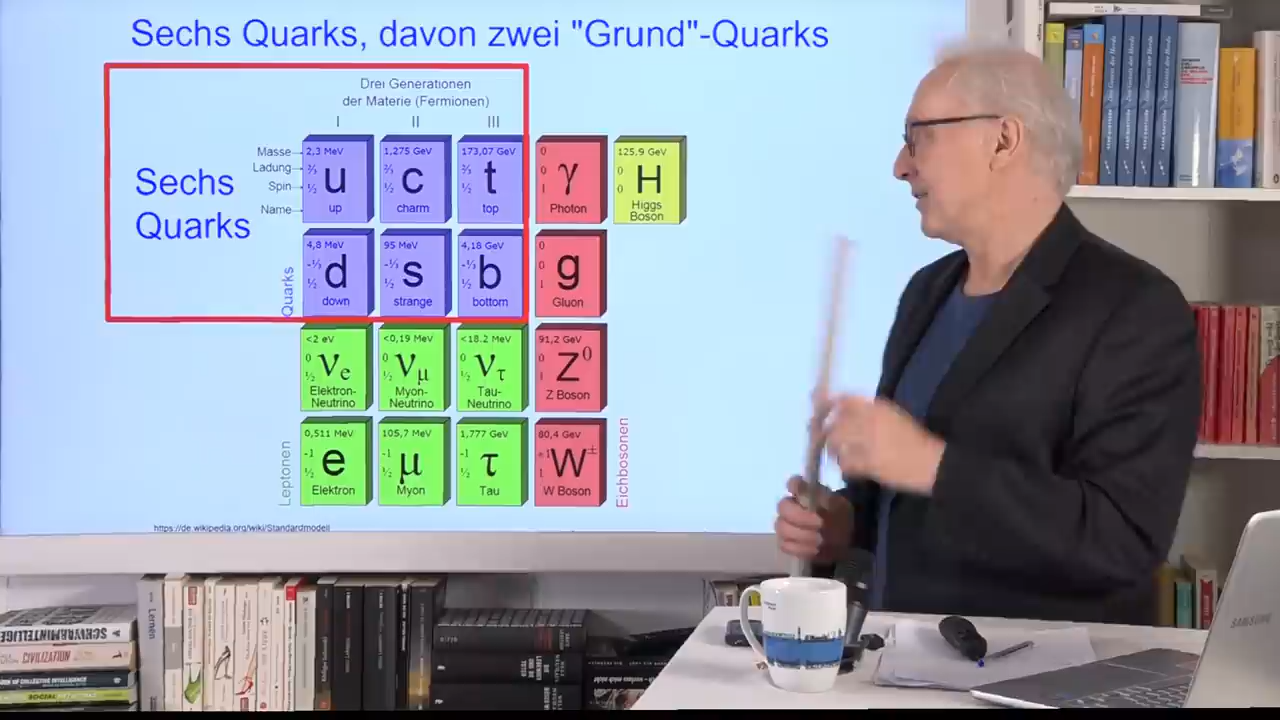 Sechs Quarks, davon zwei "Grund"-Quarks
Drei Generationen
der Materie (Fermionen)
I II III
Sechs
Quarks
Masse
Ladung
Spin
Name
2,3 MeV
⅔
½
u
up
1,275 GeV
⅔
½
c
charm
173,07 GeV
⅔
½
t
top
0
0
1
γ
Photon
125,9 GeV
0
0
H
Higgs
Boson
Quarks
4,8 MeV
-⅓
½
d
down
95 MeV
-⅓
½
s
strange
4,18 GeV
-⅓
½
b
bottom
0
0
1
g
Gluon
<2 eV
0
½
νe
Elektron-
Neutrino
<0,19 MeV
0
½
νμ
Myon-
Neutrino
<18.2 MeV
0
½
ντ
Tau-
Neutrino
91,2 GeV
0
1
Z⁰
Z Boson
Leptonen
0,511 MeV
-1
½
e
Elektron
105,7 MeV
-1
½
μ
Myon
1,777 GeV
-1
½
τ
Tau
80,4 GeV
±1
1
W±
W Boson
Eichbosonen
https://de.wikipedia.org/wiki/Standardmodell
SCHWARMINTELLIGE
CIVILIZATION
SOCIAL
Lernen
SAMSUNG